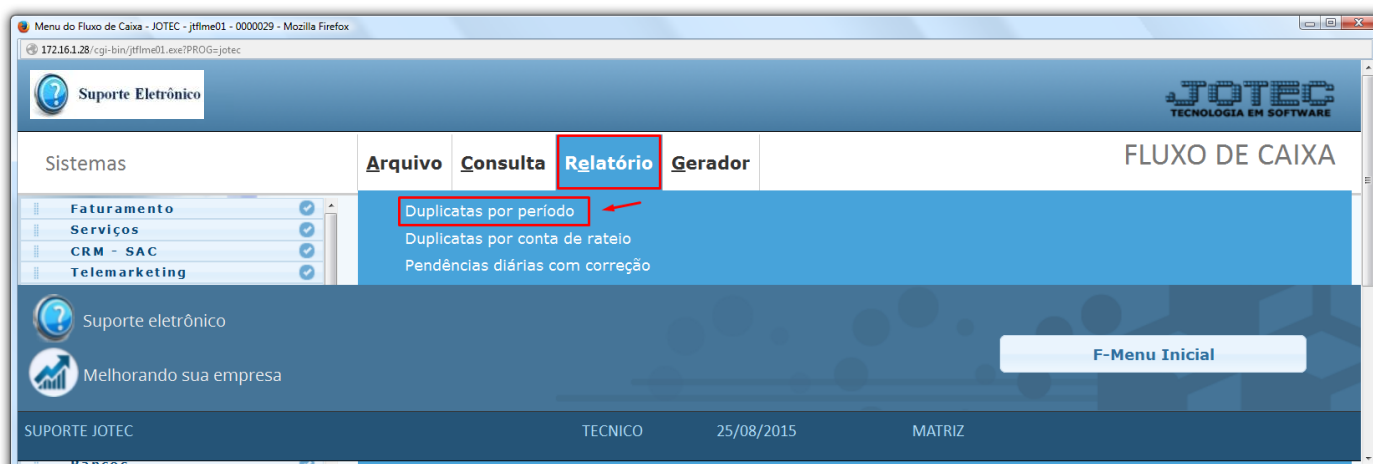 Menu do Fluxo de Caixa - JOTEC - jtflme01 - 0000029 - Mozilla Firefox
172.16.1.28/cgi-bin/jtflme01.exe?PROG=jotec
Suporte Eletrônico
JOTEC
TECNOLOGIA EM SOFTWARE
Sistemas
Arquivo Consulta Relatório Gerador
FLUXO DE CAIXA
Faturamento
Serviços
CRM - SAC
Telemarketing
Duplicatas por período
Duplicatas por conta de rateio
Pendências diárias com correção
Suporte eletrônico
Melhorando sua empresa
F-Menu Inicial
SUPORTE JOTEC TECNICO 25/08/2015 MATRIZ